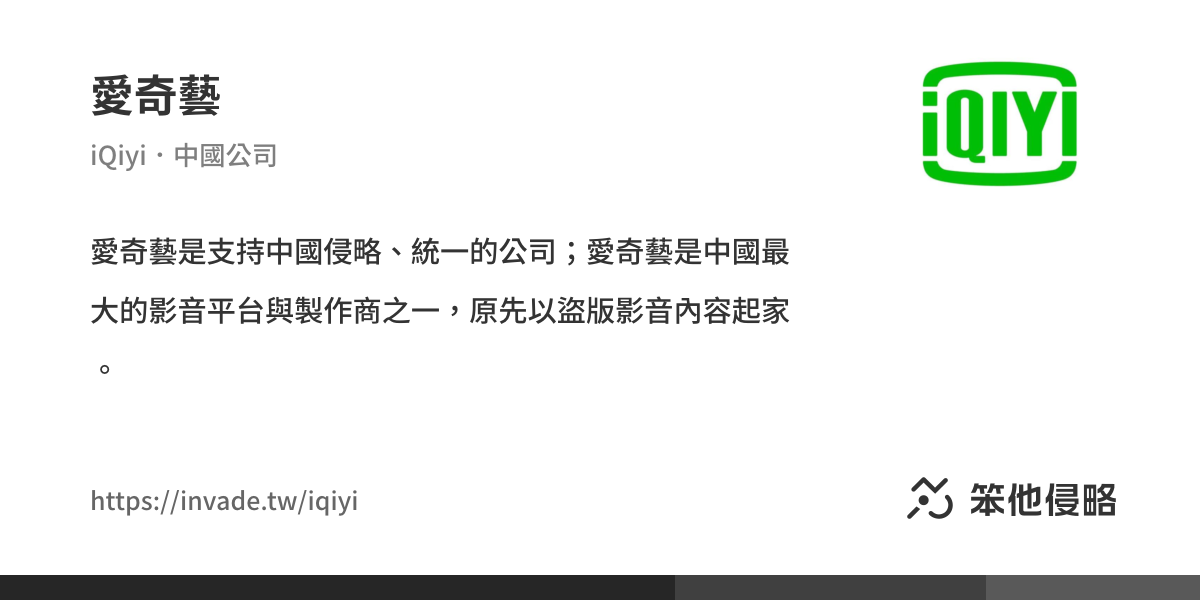 愛奇藝
iQIYI
iQiyi・中國公司
愛奇藝是支持中國侵略、統一的公司；愛奇藝是中國最
大的影音平台與製作商之一，原先以盜版影音內容起家
。
https://invade.tw/iqiyi
笨他侵略